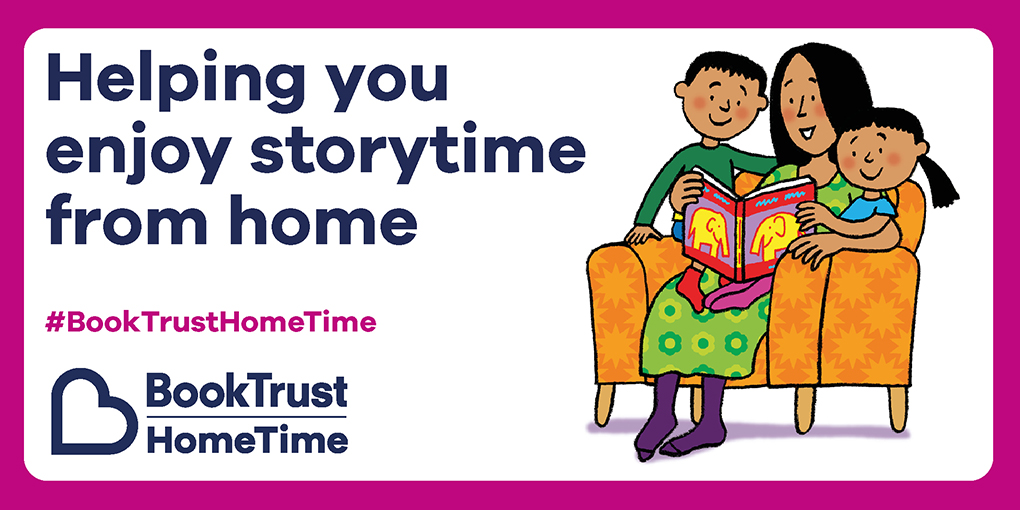 Helping you
enjoy storytime
from home
#BookTrustHomeTime
BookTrust
HomeTime